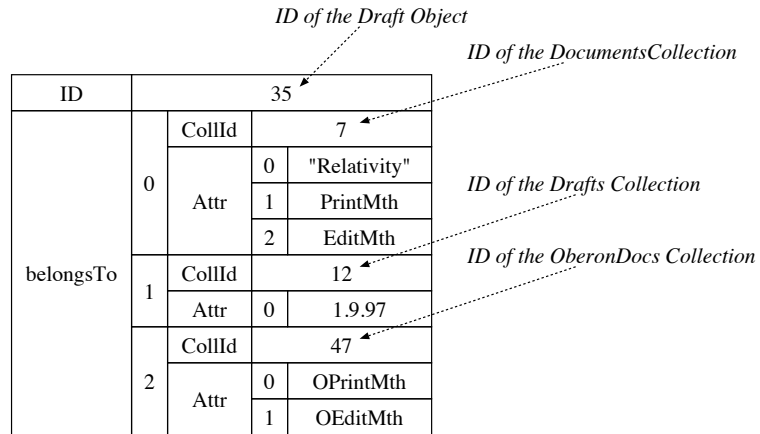 ID of the Draft Object
ID of the DocumentsCollection
ID 35
CollId 7
0 "Relativity"
0 Attr 1 PrintMth
ID of the Drafts Collection
2 EditMth
ID of the OberonDocs Collection
belongsTo 1 CollId 12
Attr 0 1.9.97
CollId 47
2 Attr 0 OPrintMth
1 OEditMth